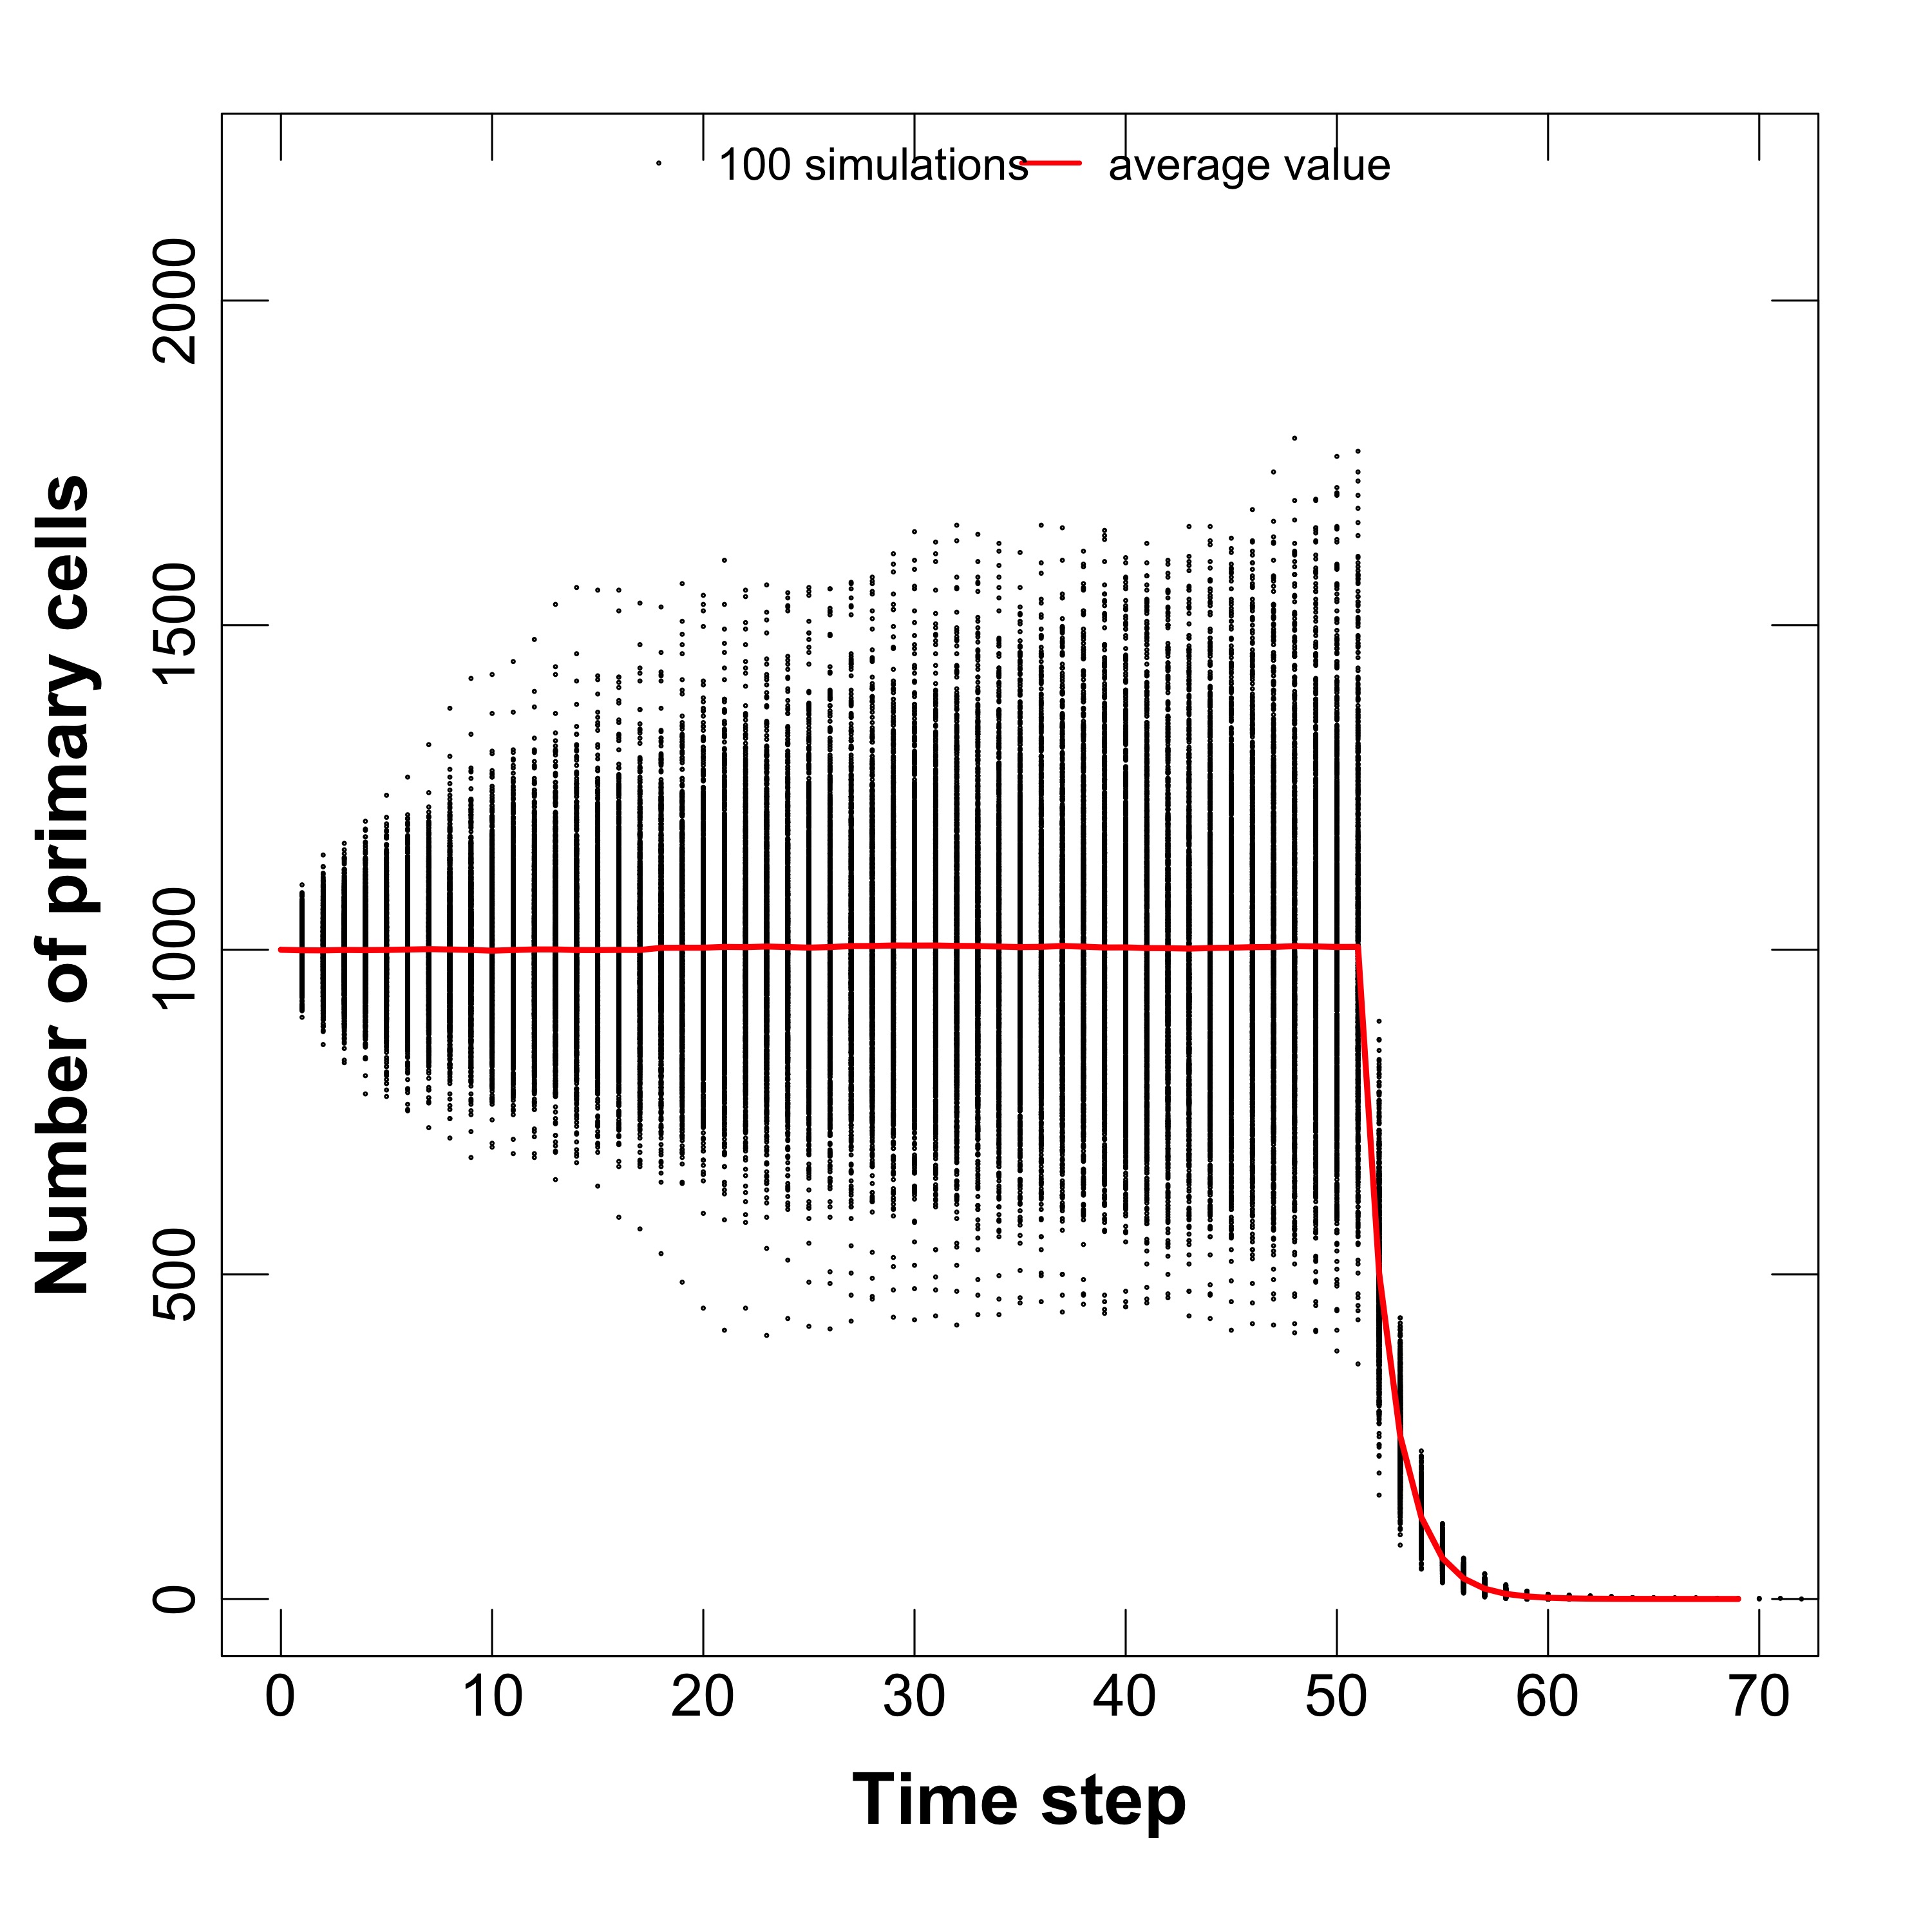 100 simulations average value
Number of primary cells
2000
1500
1000
500
0
0 10 20 30 40 50 60 70
Time step